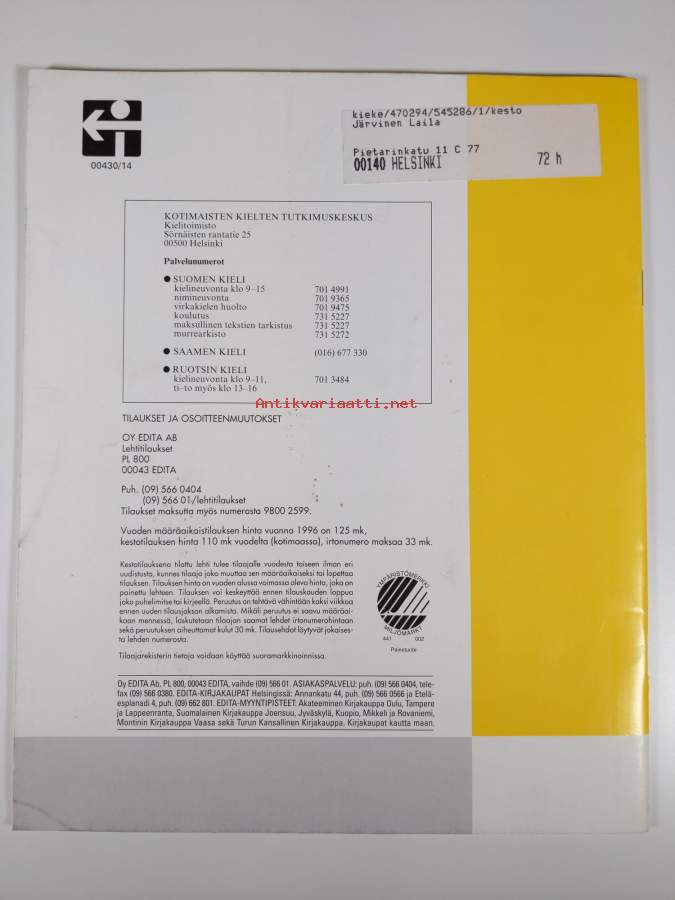 00430/14
kieke/470294/545286/1/kesto
Järvinen Laila
Pietarinkatu 11 C 77
00140 HELSINKI 72 h
KOTIMAISTEN KIELTEN TUTKIMUSKESKUS
Kielitoimisto
Sörnäisten rantatie 25
00500 Helsinki
Palvelunumerot
● SUOMEN KIELI
kielineuvonta klo 9–15 701 4991
nimineuvonta 701 9365
virkakielen huolto 701 9475
koulutus 731 5227
maksullinen tekstien tarkistus 731 5227
murrearkisto 731 5272
● SAAMEN KIELI (016) 677 330
● RUOTSIN KIELI
kielineuvonta klo 9–11, 701 3484
ti–to myös klo 13–16
Antikvariaatti.net
TILAUKSET JA OSOITTEENMUUTOKSET
OY EDITA AB
Lehtitilaukset
PL 800
00043 EDITA
Puh. (09) 566 0404
(09) 566 01/lehtitilaukset
Tilaukset maksutta myös numerosta 9800 2599.
Vuoden määräaikaistilauksen hinta vuonna 1996 on 125 mk,
kestotilauksen hinta 110 mk vuodelta (kotimaassa), irtonumero maksaa 33 mk.
Kestotilauksena tilattu lehti tulee tilaajalle vuodesta toiseen ilman eri
uudistusta, kunnes tilaaja joko muuttaa sen määräaikaiseksi tai lopettaa
tilauksen. Tilauksen hinta on vuoden alussa voimassa oleva hinta, joka on
painettu lehteen. Tilauksen voi keskeyttää ennen tilauskauden loppua
joko puhelimitse tai kirjeellä. Peruutus on tehtävä vähintään kaksi viikkoa
ennen uuden tilausjakson alkamista. Mikäli peruutus ei saavu määräai-
kaan mennessä, laskutetaan tilaajan saamat lehdet irtonumerohintaan
sekä peruutuksen aiheuttamat kulut 30 mk. Tilausehdot löytyvät jokaises-
ta lehden numerosta.
Tilaajarekisterin tietoja voidaan käyttää suoramarkkinoinnissa.
YMPÄRISTÖMERKKI
MILJÖMÄRKT
441 002
Painotuote
Oy EDITA Ab, PL 800, 00043 EDITA, vaihde (09) 566 01. ASIAKASPALVELU: puh. (09) 566 0404, tele-
fax (09) 566 0380. EDITA-KIRJAKAUPAT Helsingissä: Annankatu 44, puh. (09) 566 0566 ja Etelä-
esplanadi 4, puh. (09) 662 801. EDITA-MYYNTIPISTEET: Akateeminen Kirjakauppa Oulu, Tampere
ja Lappeenranta, Suomalainen Kirjakauppa Joensuu, Jyväskylä, Kuopio, Mikkeli ja Rovaniemi,
Montinin Kirjakauppa Vaasa sekä Turun Kansallinen Kirjakauppa. Kirjakaupat kautta maan.